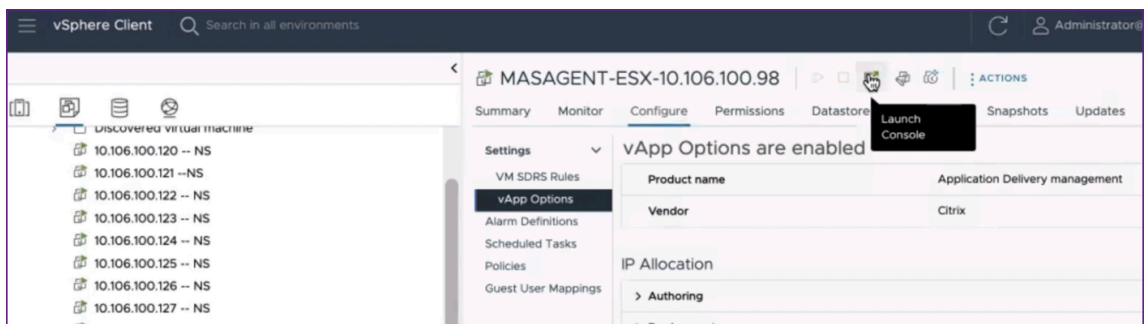 vSphere Client
Search in all environments
Administrator@
MASAGENT-ESX-10.106.100.98
ACTIONS
Summary Monitor Configure Permissions Datastore Snapshots Updates
Launch
Console
Discovered virtual machine
10.106.100.120 -- NS
10.106.100.121 --NS
10.106.100.122 -- NS
10.106.100.123 -- NS
10.106.100.124 -- NS
10.106.100.125 -- NS
10.106.100.126 -- NS
10.106.100.127 -- NS
Settings
VM SDRS Rules
vApp Options
Alarm Definitions
Scheduled Tasks
Policies
Guest User Mappings
vApp Options are enabled
Product name Application Delivery management
Vendor Citrix
IP Allocation
Authoring